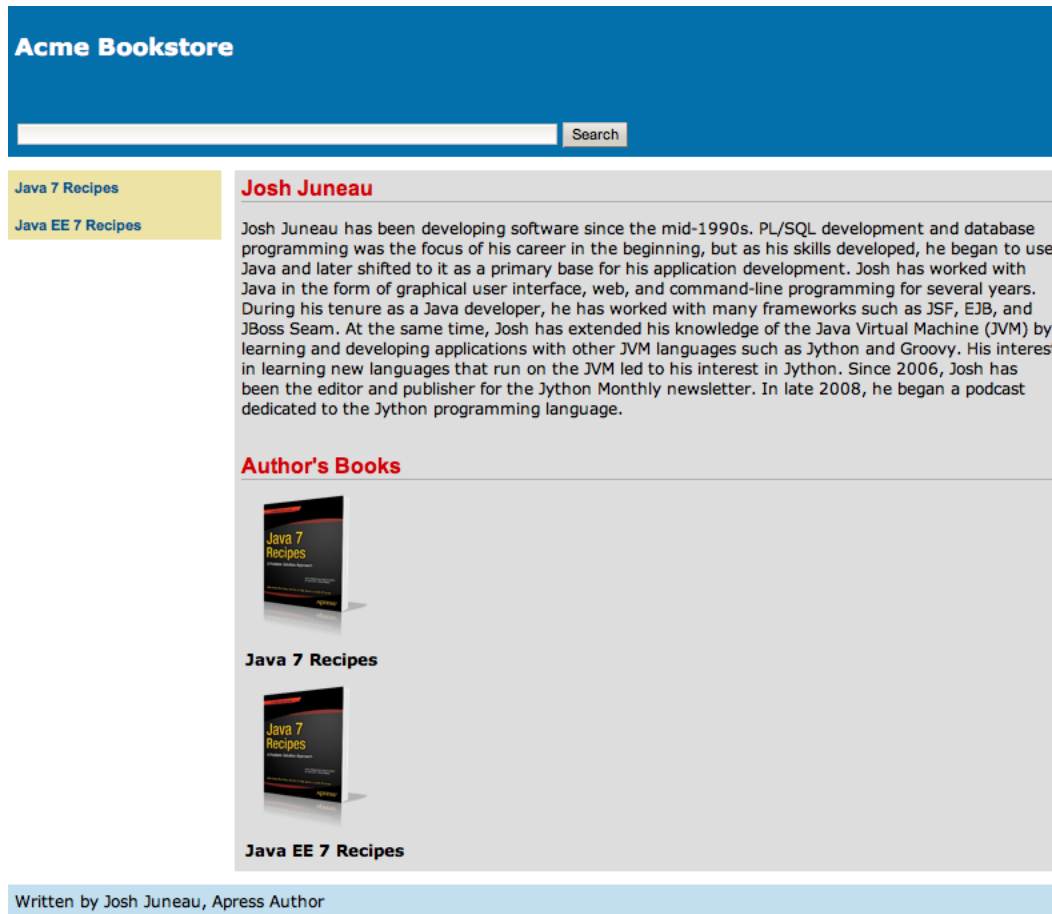 Acme Bookstore
Search
Java 7 Recipes
Java EE 7 Recipes
Josh Juneau
Josh Juneau has been developing software since the mid-1990s. PL/SQL development and database
programming was the focus of his career in the beginning, but as his skills developed, he began to use
Java and later shifted to it as a primary base for his application development. Josh has worked with
Java in the form of graphical user interface, web, and command-line programming for several years.
During his tenure as a Java developer, he has worked with many frameworks such as JSF, EJB, and
JBoss Seam. At the same time, Josh has extended his knowledge of the Java Virtual Machine (JVM) by
learning and developing applications with other JVM languages such as Jython and Groovy. His interest
in learning new languages that run on the JVM led to his interest in Jython. Since 2006, Josh has
been the editor and publisher for the Jython Monthly newsletter. In late 2008, he began a podcast
dedicated to the Jython programming language.
Author's Books
Java 7
Recipes
Apress
Java 7 Recipes
Java 7
Recipes
Apress
Java EE 7 Recipes
Written by Josh Juneau, Apress Author